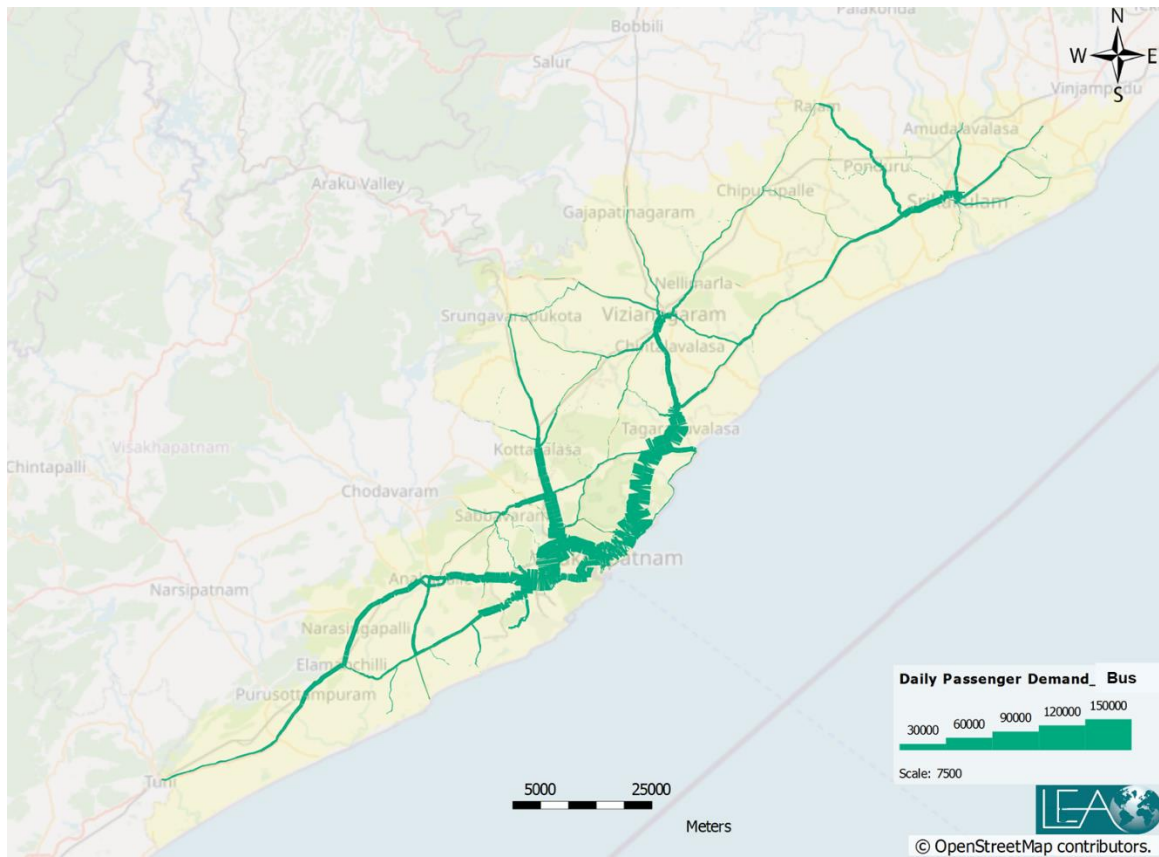 Bobbili
Palakonda
N
W E
S
Salur
Vinjampadu
Rajam
Amudalavalasa
Ponduru
Araku Valley
Chipurupalle
Srikakulam
Gajapatinagaram
Nellimarla
Srungavarapukota
Vizianagaram
Chintalavalasa
Tagarapuvalasa
Visakhapatnam
Kottavalasa
Chintapalli
Chodavaram
Sabbavaram
Narsipatnam
Narasingapalli
Elamanchilli
Purusottampuram
Tuni
Daily Passenger Demand_ Bus
30000 60000 90000 120000 150000
Scale: 7500
5000 25000
Meters
LEA
© OpenStreetMap contributors.